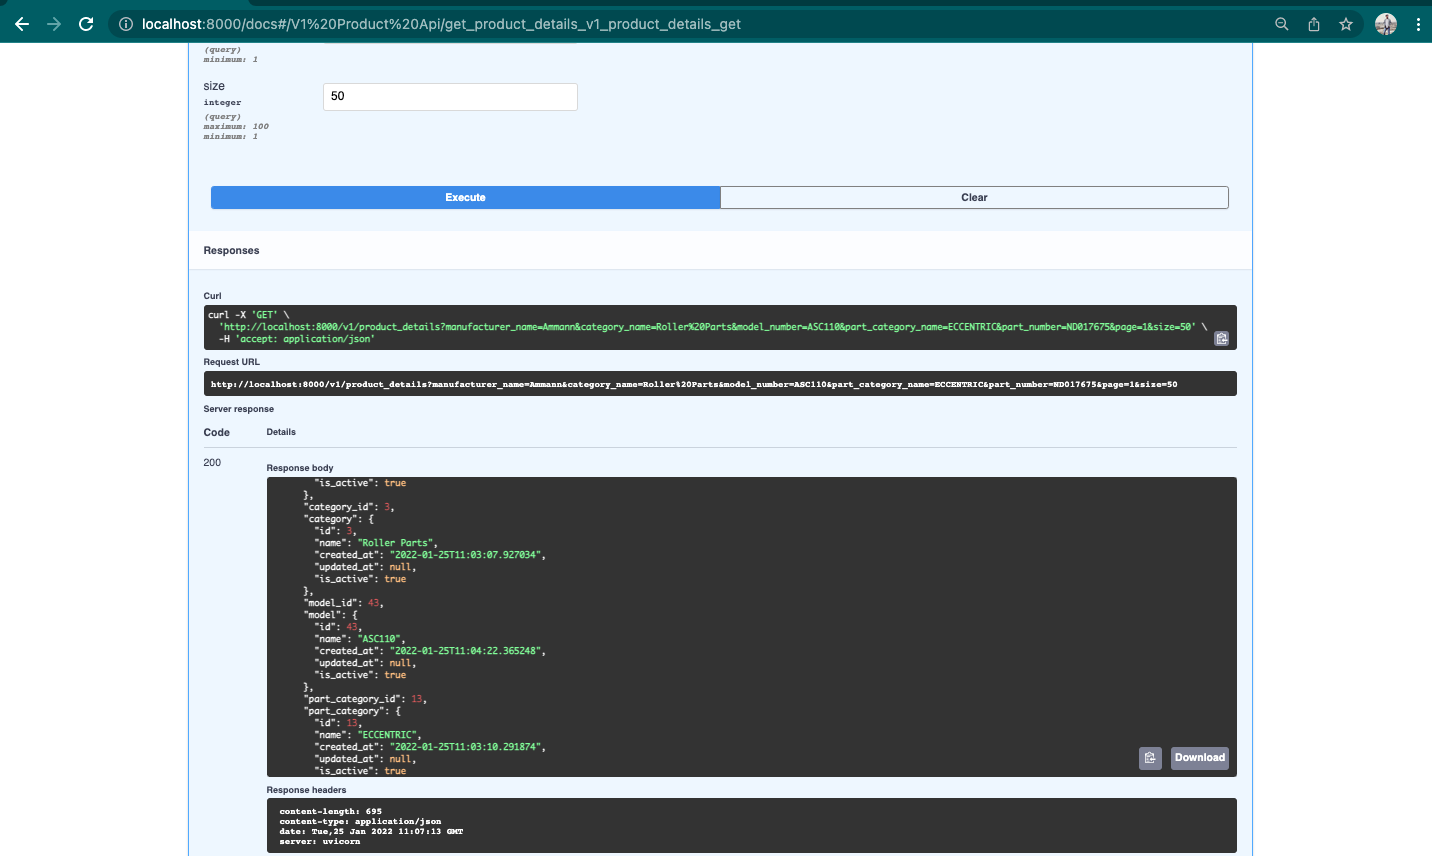 localhost:8000/docs#/V1%20Product%20Api/get_product_details_v1_product_details_get
(query)
minimum: 1
size
integer
(query)
maximum: 100
minimum: 1
50
Execute
Clear
Responses
Curl
curl -X 'GET' \
'http://localhost:8000/v1/product_details?manufacturer_name=Ammann&category_name=Roller%20Parts&model_number=ASC110&part_category_name=ECCENTRIC&part_number=ND017675&page=1&size=50' \
-H 'accept: application/json'
Request URL
http://localhost:8000/v1/product_details?manufacturer_name=Ammann&category_name=Roller%20Parts&model_number=ASC110&part_category_name=ECCENTRIC&part_number=ND017675&page=1&size=50
Server response
Code
Details
200
Response body
"is_active": true
},
"category_id": 3,
"category": {
"id": 3,
"name": "Roller Parts",
"created_at": "2022-01-25T11:03:07.927034",
"updated_at": null,
"is_active": true
},
"model_id": 43,
"model": {
"id": 43,
"name": "ASC110",
"created_at": "2022-01-25T11:04:22.365248",
"updated_at": null,
"is_active": true
},
"part_category_id": 13,
"part_category": {
"id": 13,
"name": "ECCENTRIC",
"created_at": "2022-01-25T11:03:10.291874",
"updated_at": null,
"is_active": true
Download
Response headers
content-length: 695
content-type: application/json
date: Tue,25 Jan 2022 11:07:13 GMT
server: uvicorn